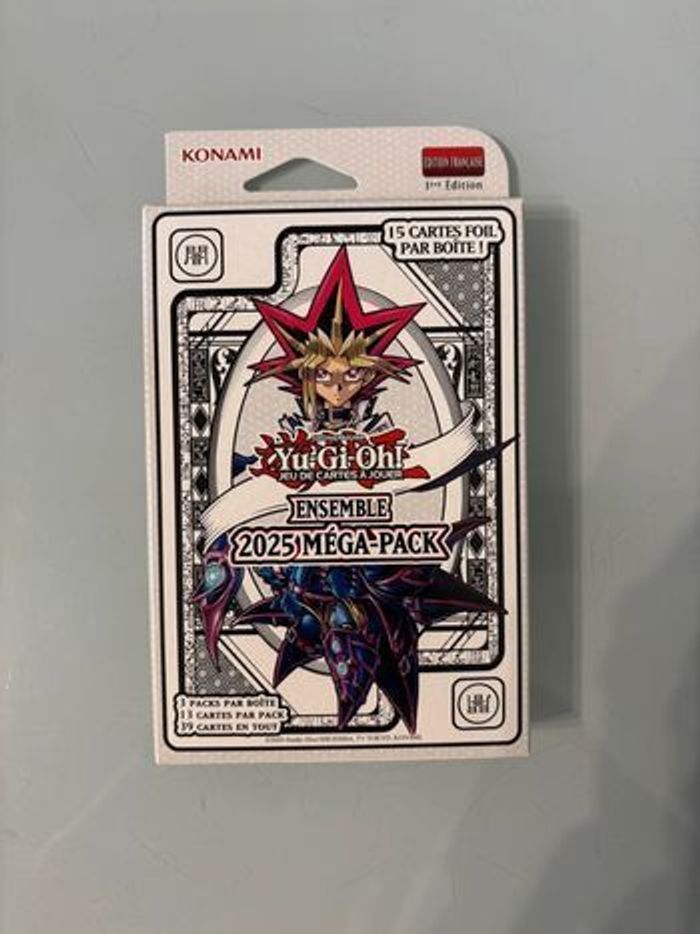 KONAMI
ÉDITION FRANÇAISE
1ère Édition
15 CARTES FOIL
PAR BOÎTE !
Yu-Gi-Oh!
JEU DE CARTES À JOUER
ENSEMBLE
2025 MÉGA-PACK
3 PACKS PAR BOÎTE
13 CARTES PAR PACK
39 CARTES EN TOUT